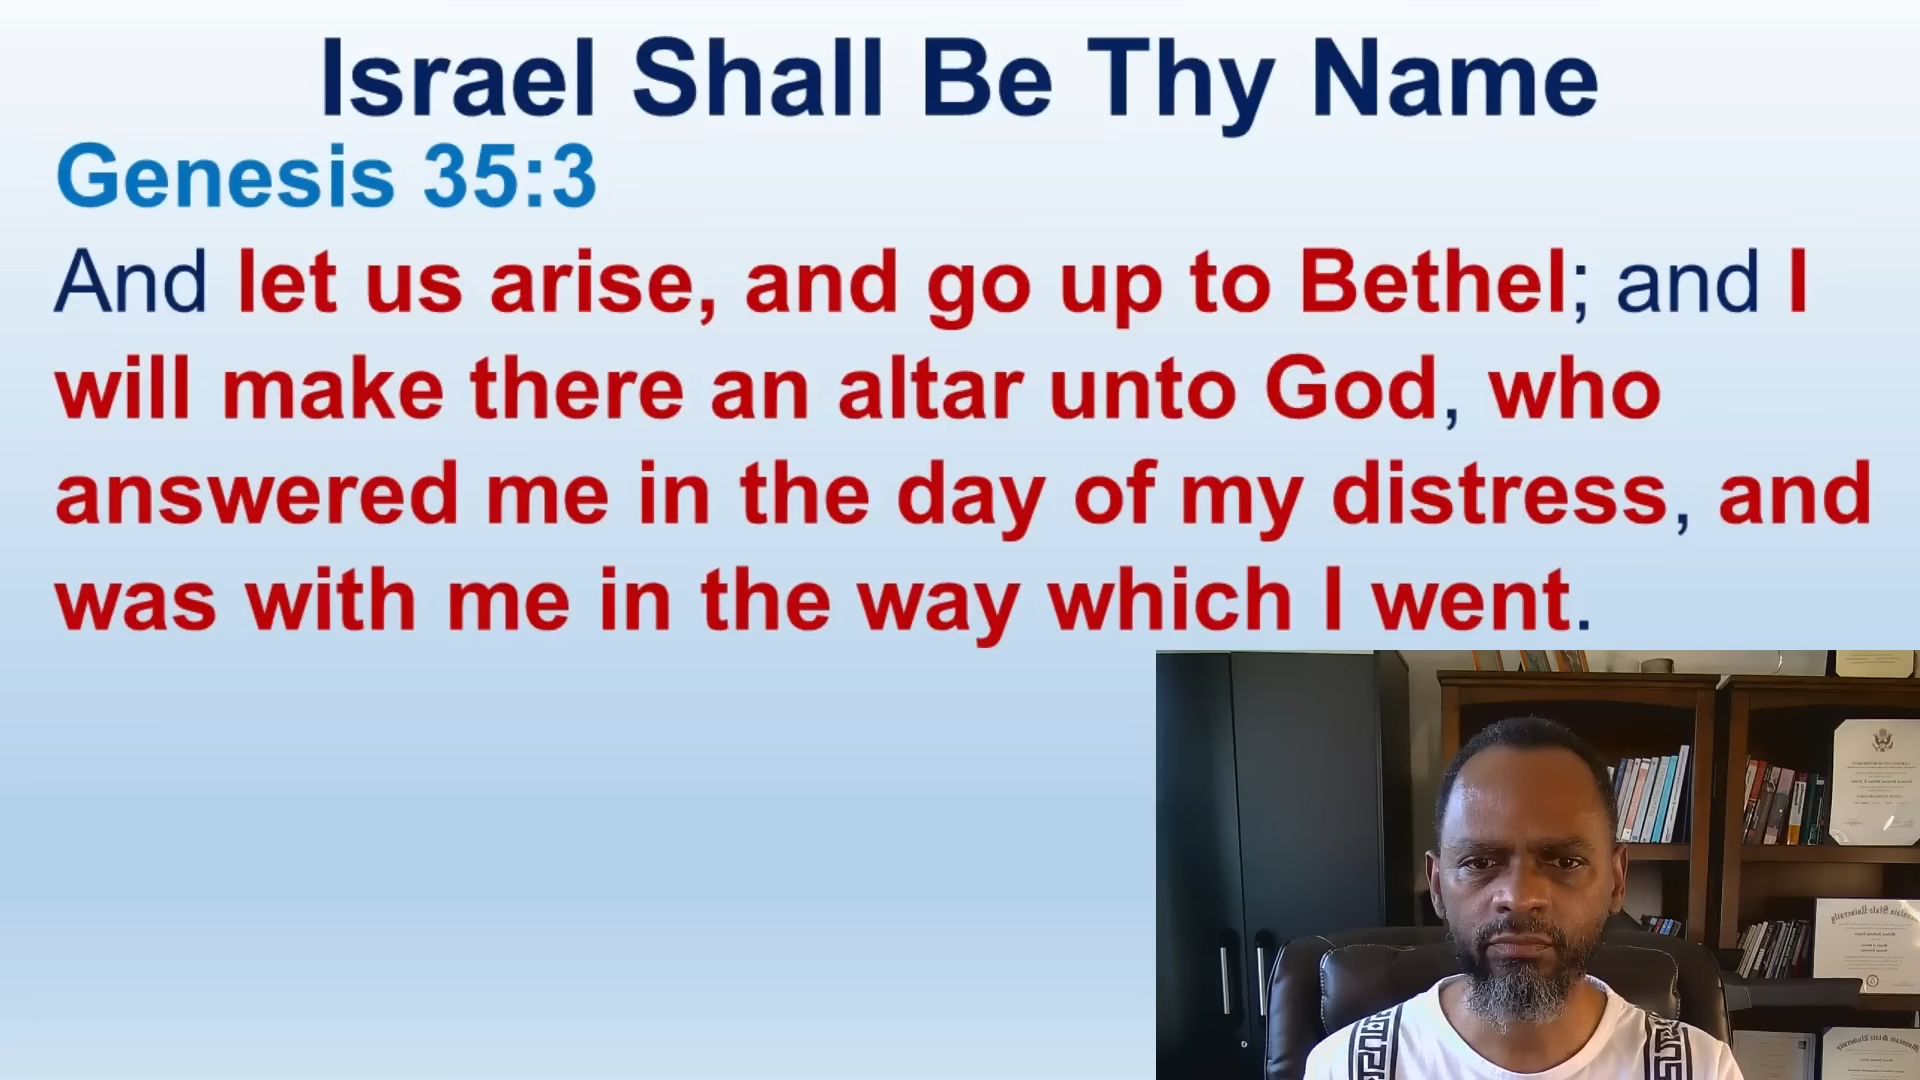 Israel Shall Be Thy Name
Genesis 35:3
And let us arise, and go up to Bethel; and I
will make there an altar unto God, who
answered me in the day of my distress, and
was with me in the way which I went.